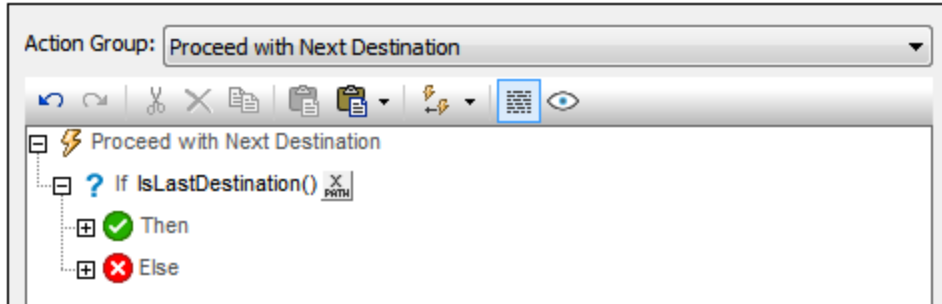 Action Group: Proceed with Next Destination
Proceed with Next Destination
If IsLastDestination() X PATH
Then
Else